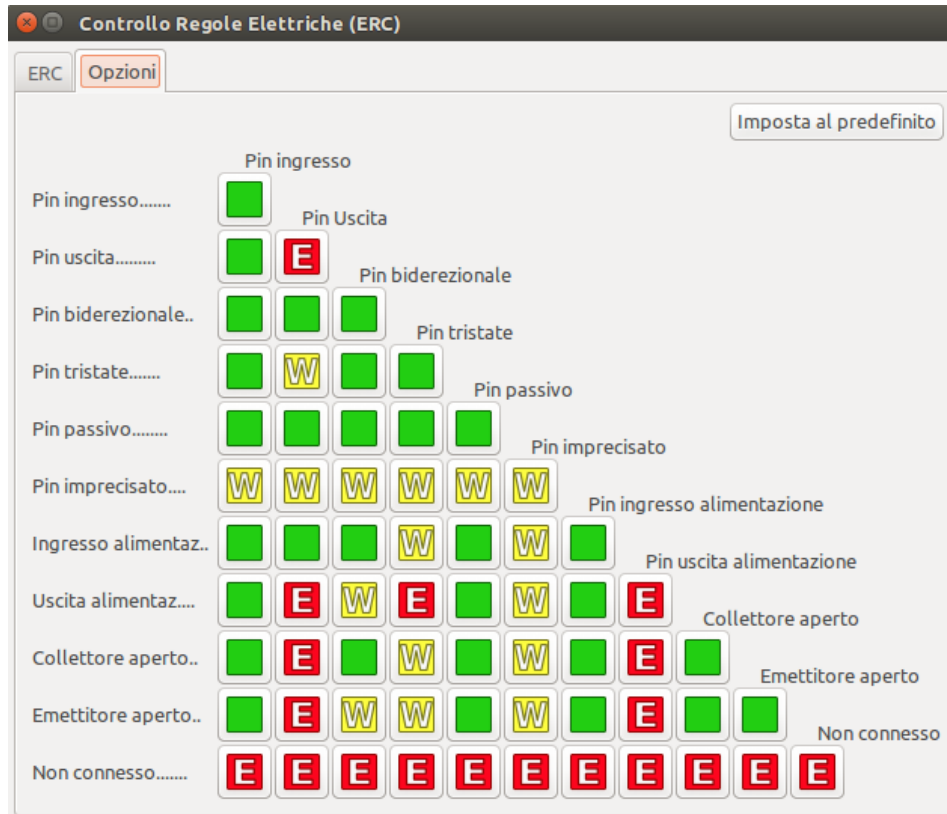 Controllo Regole Elettriche (ERC)
ERC Opzioni
Imposta al predefinito
Pin ingresso
Pin ingresso.......
Pin Uscita
Pin uscita......... E
Pin biderezionale
Pin biderezionale..
Pin tristate
Pin tristate....... W
Pin passivo
Pin passivo........
Pin imprecisato
Pin imprecisato.... W W W W W W
Pin ingresso alimentazione
Ingresso alimentaz.. W W
Pin uscita alimentazione
Uscita alimentaz.... E W E W E
Collettore aperto
Collettore aperto.. E W W E
Emettitore aperto
Emettitore aperto.. E W W W E
Non connesso
Non connesso....... E E E E E E E E E E E